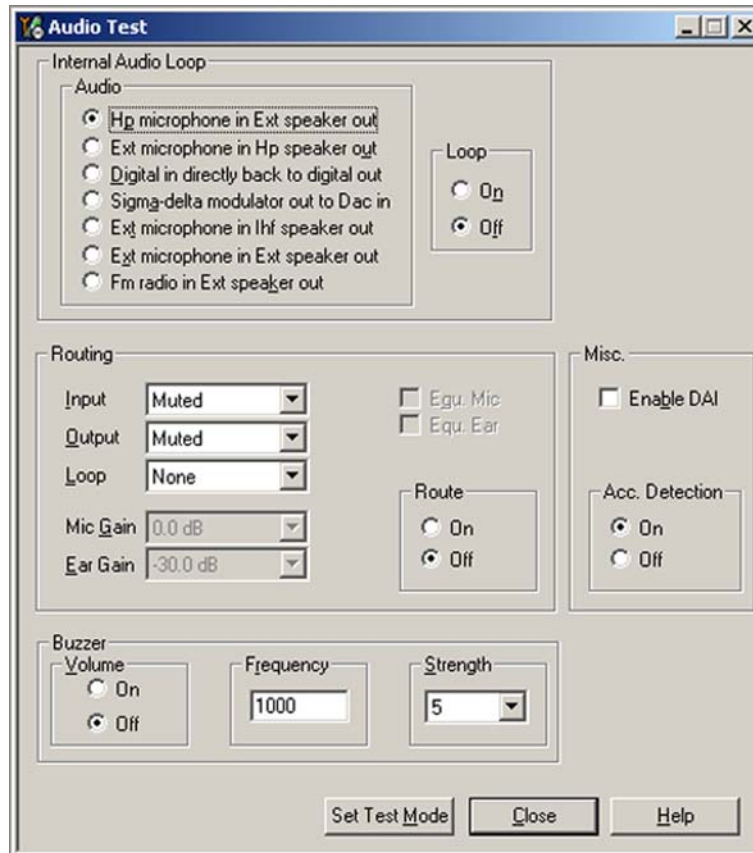 Audio Test
Internal Audio Loop
Audio
Hp microphone in Ext speaker out
Ext microphone in Hp speaker out
Digital in directly back to digital out
Sigma-delta modulator out to Dac in
Ext microphone in Ihf speaker out
Ext microphone in Ext speaker out
Fm radio in Ext speaker out
Loop
On
Off
Routing
Input Muted
Output Muted
Loop None
Mic Gain 0.0 dB
Ear Gain -30.0 dB
Equ. Mic
Equ. Ear
Route
On
Off
Misc.
Enable DAI
Acc. Detection
On
Off
Buzzer
Volume
On
Off
Frequency
1000
Strength
5
Set Test Mode Close Help